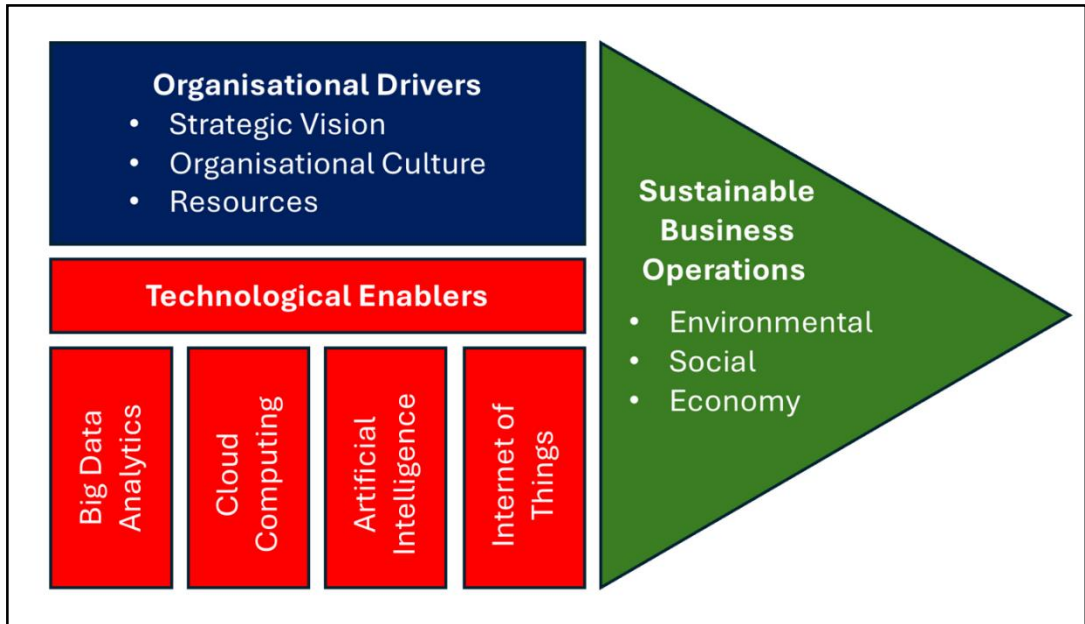 Organisational Drivers
• Strategic Vision
• Organisational Culture
• Resources
Technological Enablers
Big Data
Analytics
Cloud
Computing
Artificial
Intelligence
Internet of
Things
Sustainable
Business
Operations
• Environmental
• Social
• Economy